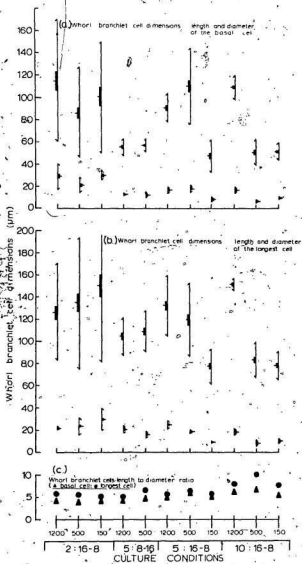 (a.) Whorl branchlet cell dimensions length and diameter
of the basal cell
160
140
120
100
80
60
40
20
0
(b.) Whorl branchlet cell dimensions length and diameter
of the longest cell
200
180
160
140
120
100
80
60
40
20
0
Whorl branchlet cell dimensions (μm)
(c.)
Whorl branchlet cells length to diameter ratio
(▲ basal cell; ● largest cell)
10
5
0
1200 500 150 1200 500 1200 500 150 1200 500 150
2:16-8 5:8-16 5:16-8 10:16-8
CULTURE CONDITIONS